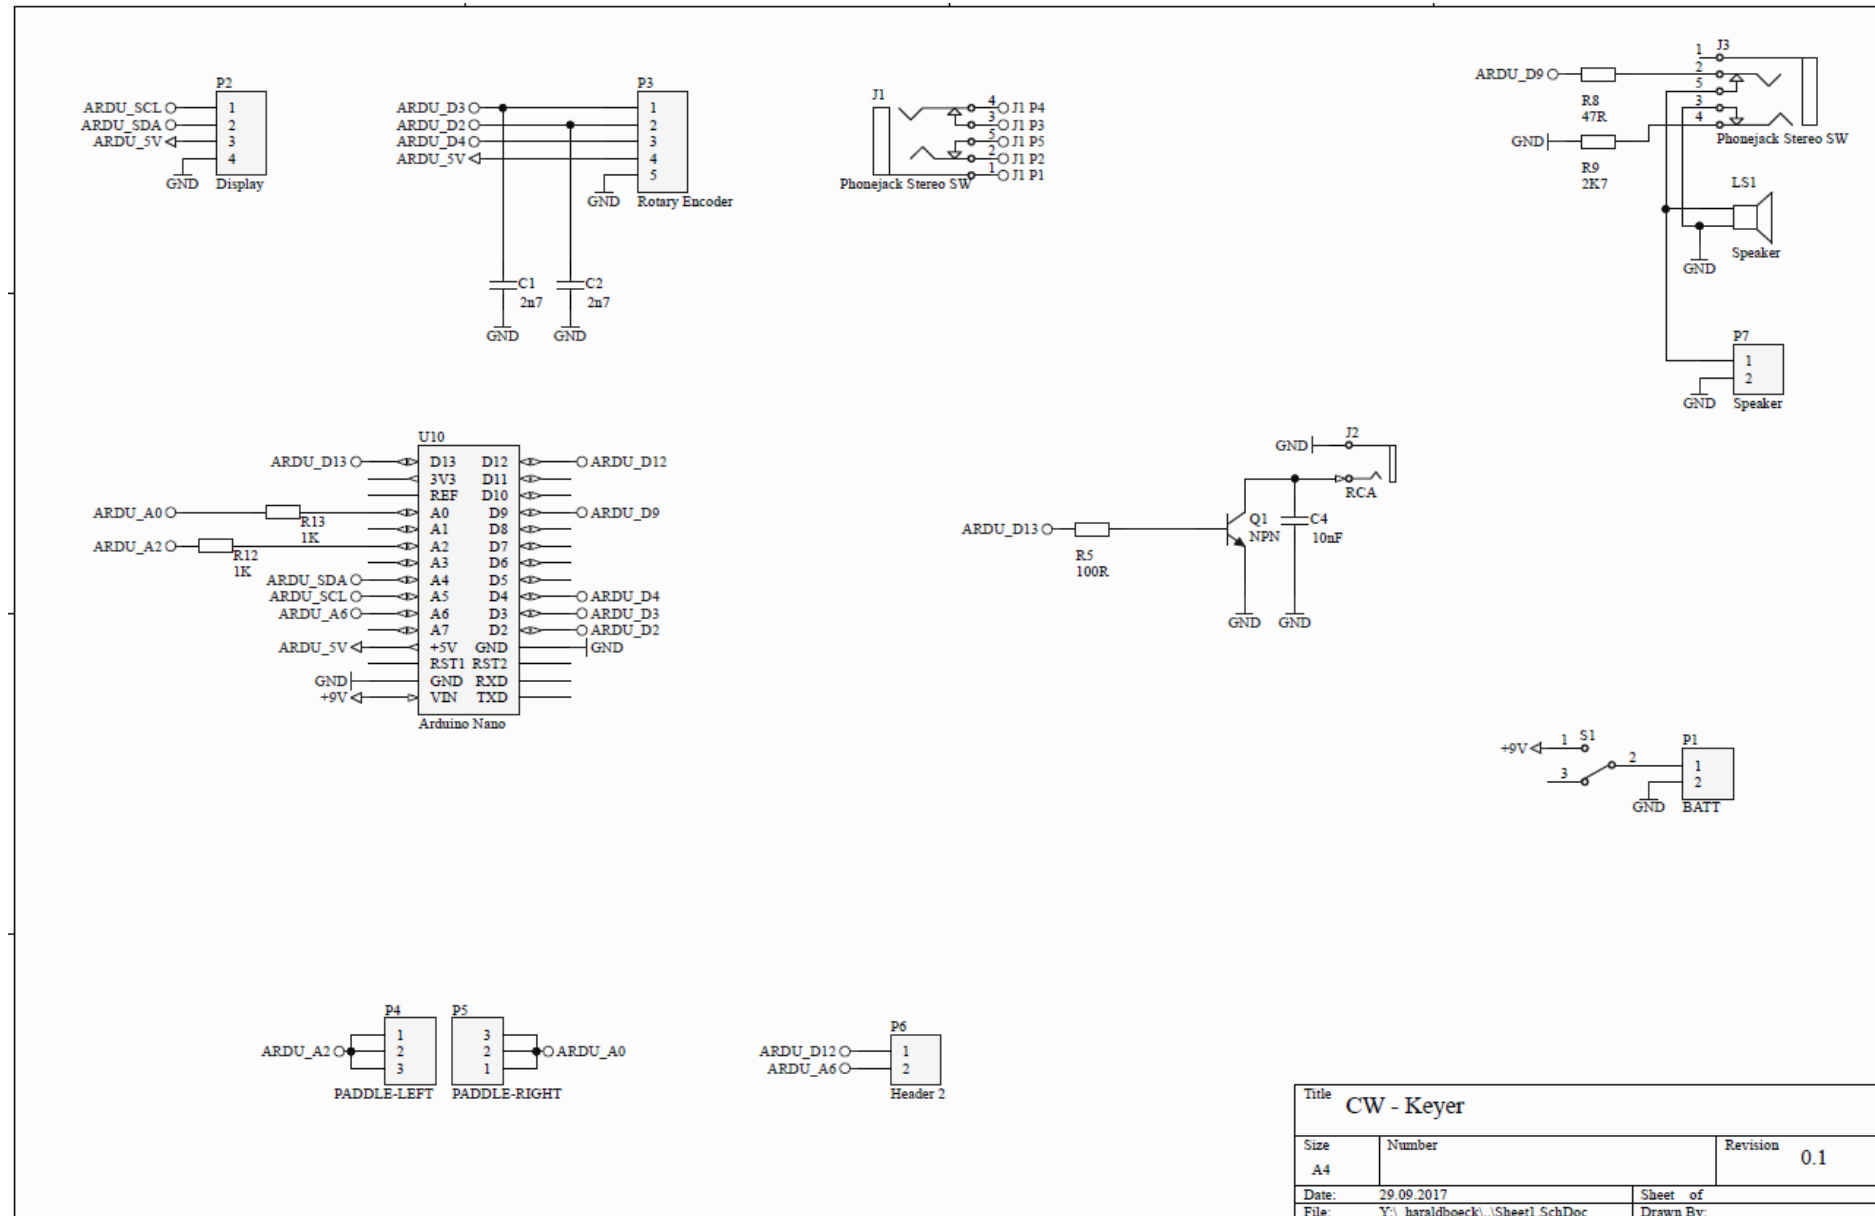 P2
ARDU_SCL 1
ARDU_SDA 2
ARDU_5V 3
4
GND Display
P3
ARDU_D3 1
ARDU_D2 2
ARDU_D4 3
ARDU_5V 4
5
GND Rotary Encoder
C1
2n7
C2
2n7
GND GND
J1
4 J1 P4
3 J1 P3
5 J1 P5
2 J1 P2
1 J1 P1
Phonejack Stereo SW
J3
1
ARDU_D9 2
5
R8
47R
3
4
Phonejack Stereo SW
GND
R9
2K7
LS1
Speaker
GND
P7
1
2
GND Speaker
U10
ARDU_D13 D13 D12 ARDU_D12
3V3 D11
REF D10
ARDU_A0 A0 D9 ARDU_D9
R13
1K
A1 D8
ARDU_A2 A2 D7
R12
1K
A3 D6
ARDU_SDA A4 D5
ARDU_SCL A5 D4 ARDU_D4
ARDU_A6 A6 D3 ARDU_D3
A7 D2 ARDU_D2
ARDU_5V +5V GND GND
RST1 RST2
GND GND RXD
+9V VIN TXD
Arduino Nano
GND J2
RCA
ARDU_D13
R5
100R
Q1
NPN
C4
10nF
GND GND
+9V 1 S1
3 2
P1
1
2
GND BATT
P4
ARDU_A2
1
2
3
PADDLE-LEFT
P5
3
2
1
ARDU_A0
PADDLE-RIGHT
P6
ARDU_D12 1
ARDU_A6 2
Header 2
Title CW - Keyer
Size Number Revision
A4 0.1
Date: 29.09.2017 Sheet of
File: Y:\_haraldboeck\..\Sheet1.SchDoc Drawn By: